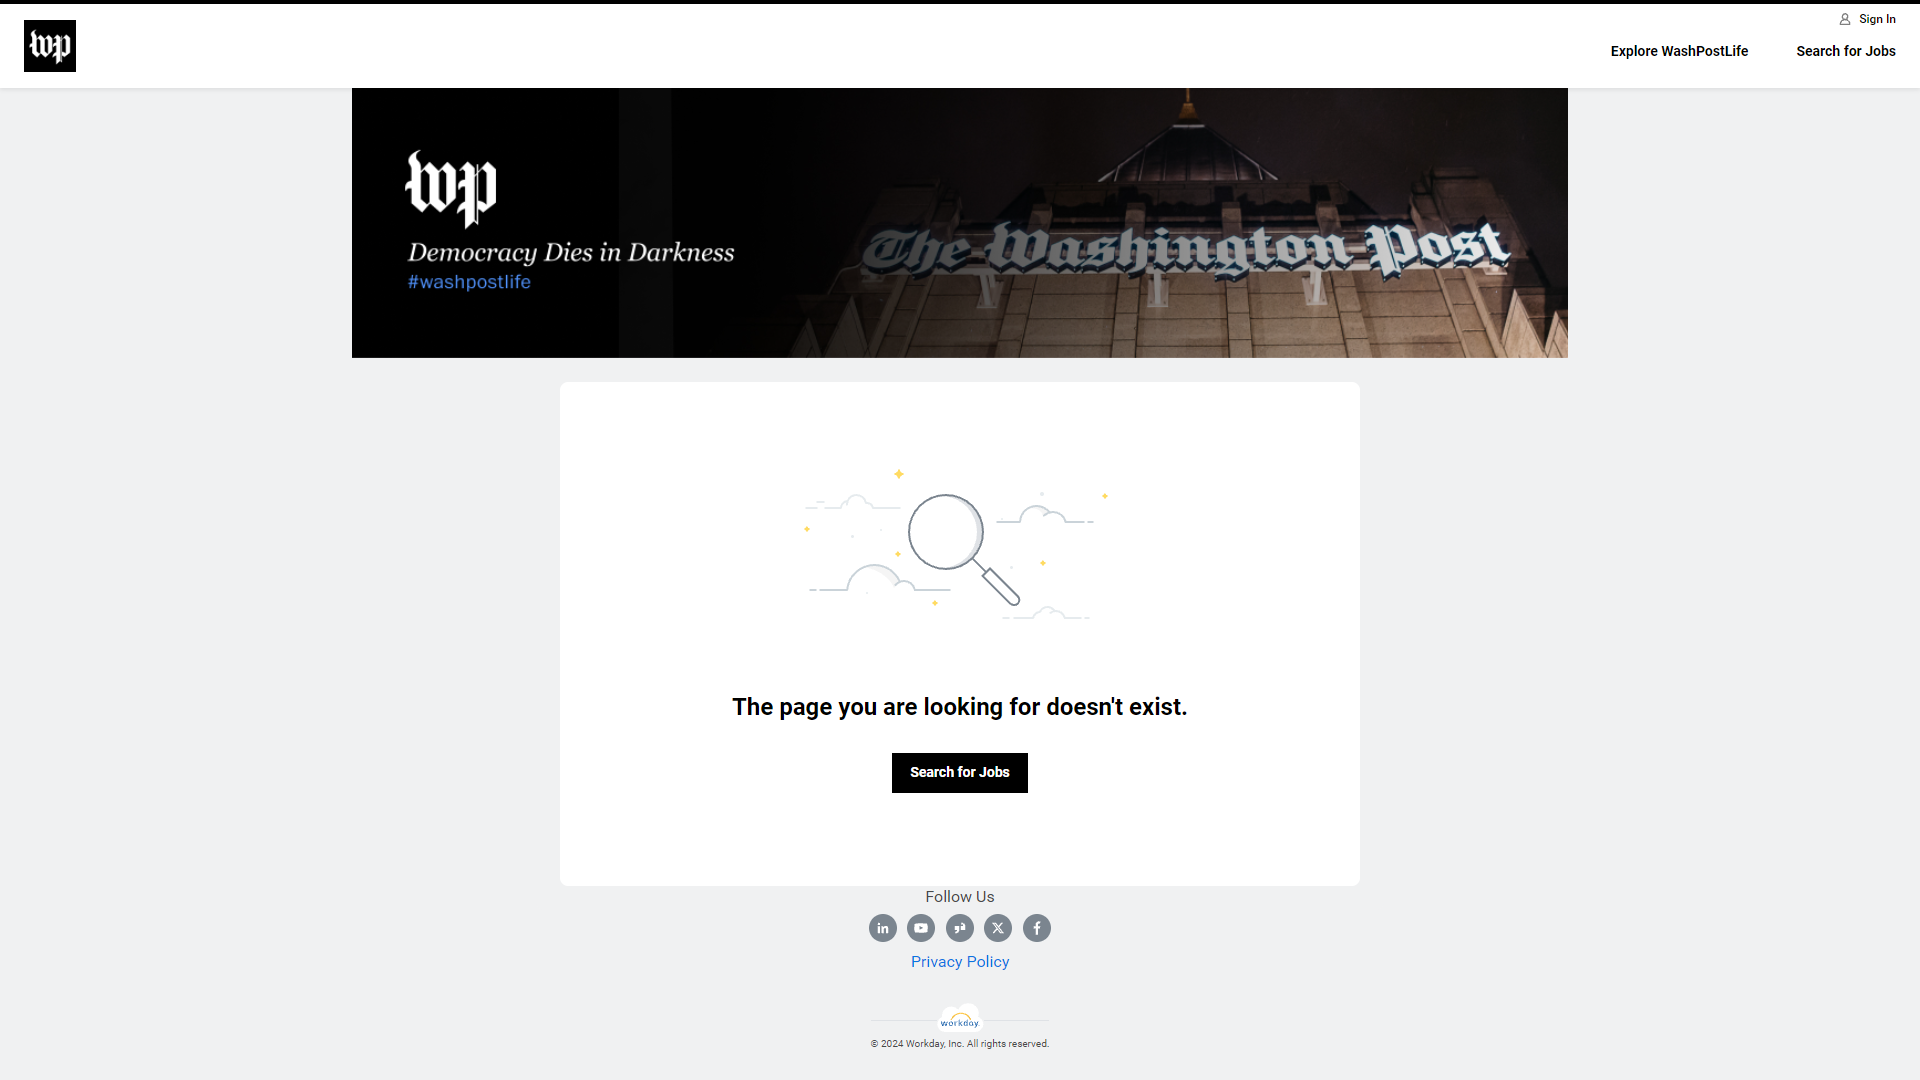 wp
Sign In
Explore WashPostLife
Search for Jobs
wp
Democracy Dies in Darkness
#washpostlife
The Washington Post
The page you are looking for doesn't exist.
Search for Jobs
Follow Us
Privacy Policy
workday.
© 2024 Workday, Inc. All rights reserved.